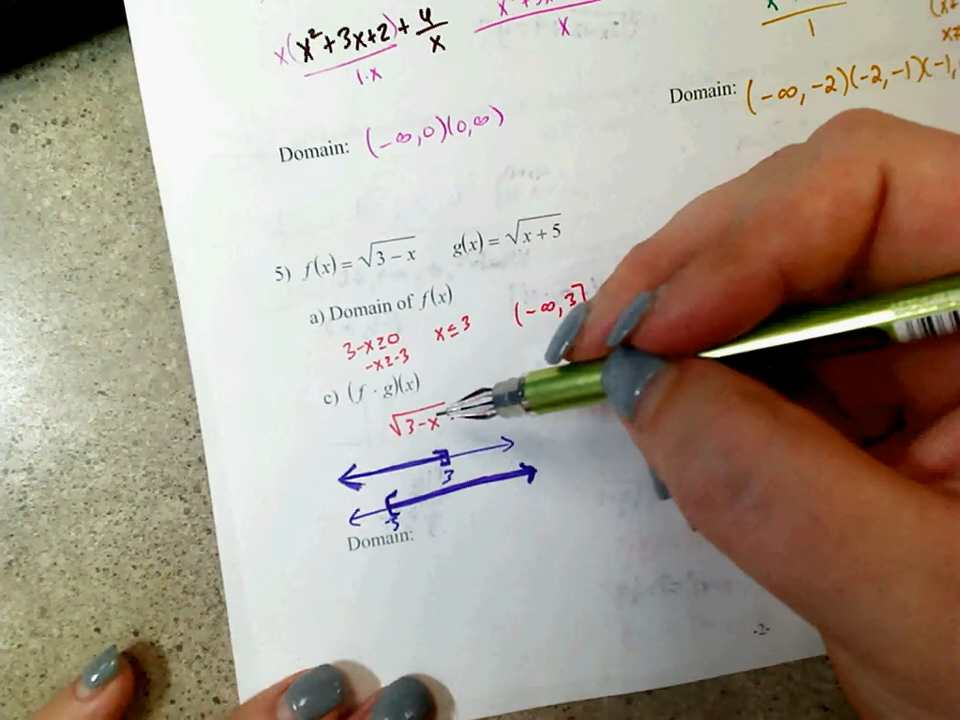 x(x²+3x+2) + 4
1·x x x 1
Domain: (-∞,0)(0,∞) Domain: (-∞,-2)(-2,-1)(-1,
5) f(x) = √3 − x g(x) = √x + 5
a) Domain of f(x)
3-x≥0 x≤3 (-∞,3]
-x≥-3
c) (f · g)(x)
√3-x
3
-5
Domain:
-2-